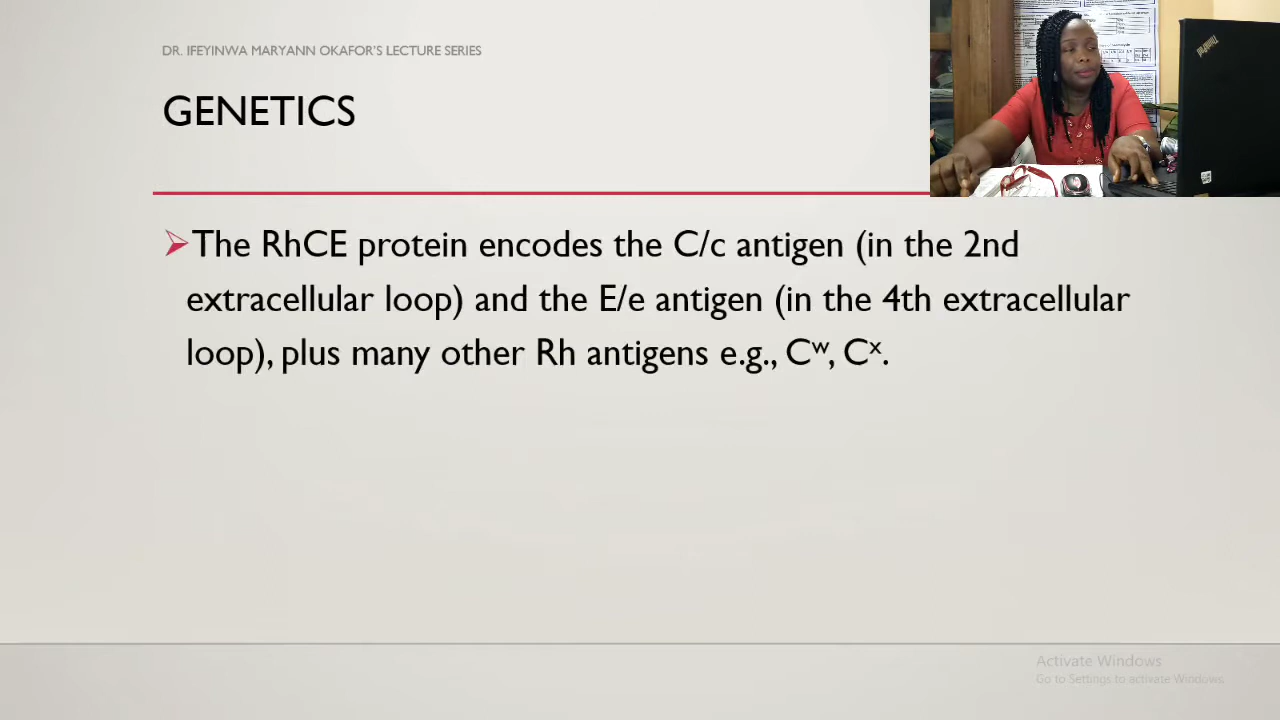 DR. IFEYINWA MARYANN OKAFOR'S LECTURE SERIES
GENETICS
➤The RhCE protein encodes the C/c antigen (in the 2nd
extracellular loop) and the E/e antigen (in the 4th extracellular
loop), plus many other Rh antigens e.g., Cʷ, Cˣ.
Activate Windows
Go to Settings to activate Windows.
ThinkPad